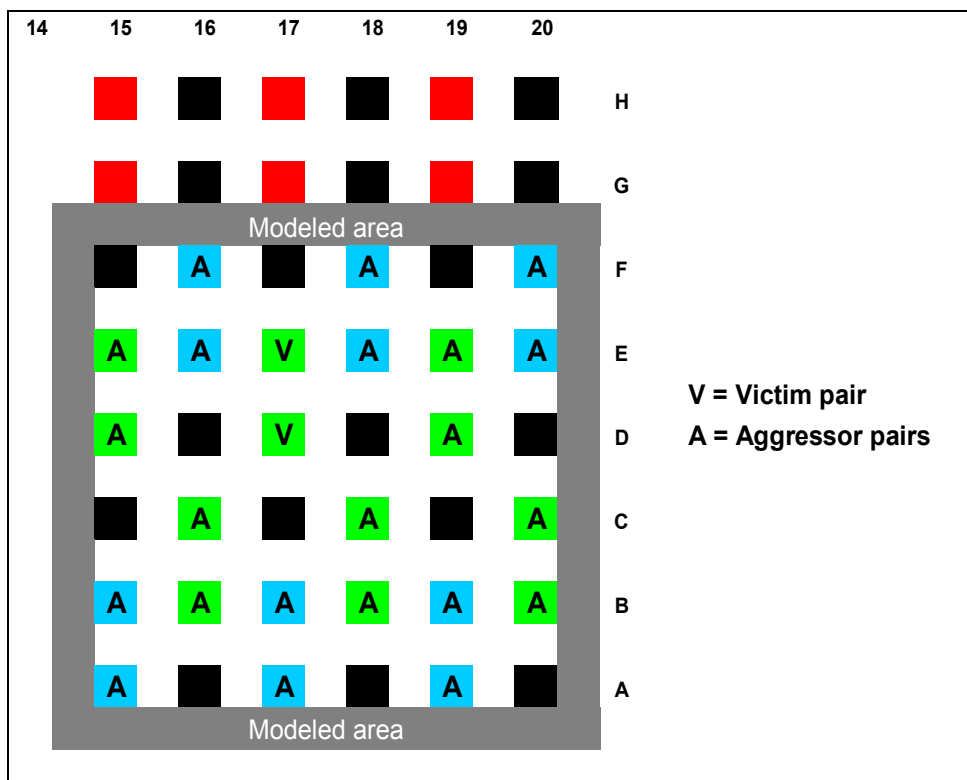 14 15 16 17 18 19 20
H
G
Modeled area
A A A F
A A V A A A E
V = Victim pair
A A V A D
A = Aggressor pairs
A A A C
A A A A A A B
A A A A
Modeled area